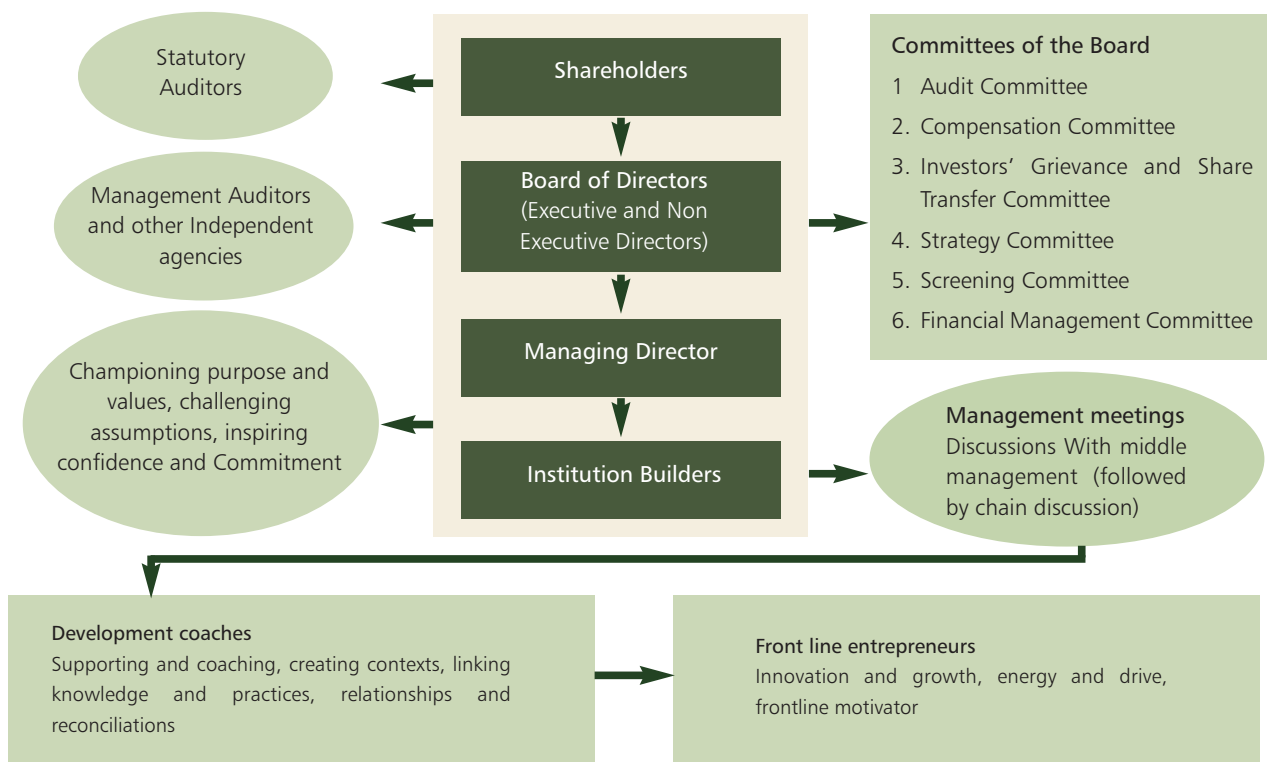 Statutory
Auditors
Shareholders
Committees of the Board
1 Audit Committee
2. Compensation Committee
3. Investors' Grievance and Share
Transfer Committee
4. Strategy Committee
5. Screening Committee
6. Financial Management Committee
Management Auditors
and other Independent
agencies
Board of Directors
(Executive and Non
Executive Directors)
Managing Director
Championing purpose and
values, challenging
assumptions, inspiring
confidence and Commitment
Institution Builders
Management meetings
Discussions With middle
management (followed
by chain discussion)
Development coaches
Supporting and coaching, creating contexts, linking
knowledge and practices, relationships and
reconciliations
Front line entrepreneurs
Innovation and growth, energy and drive,
frontline motivator